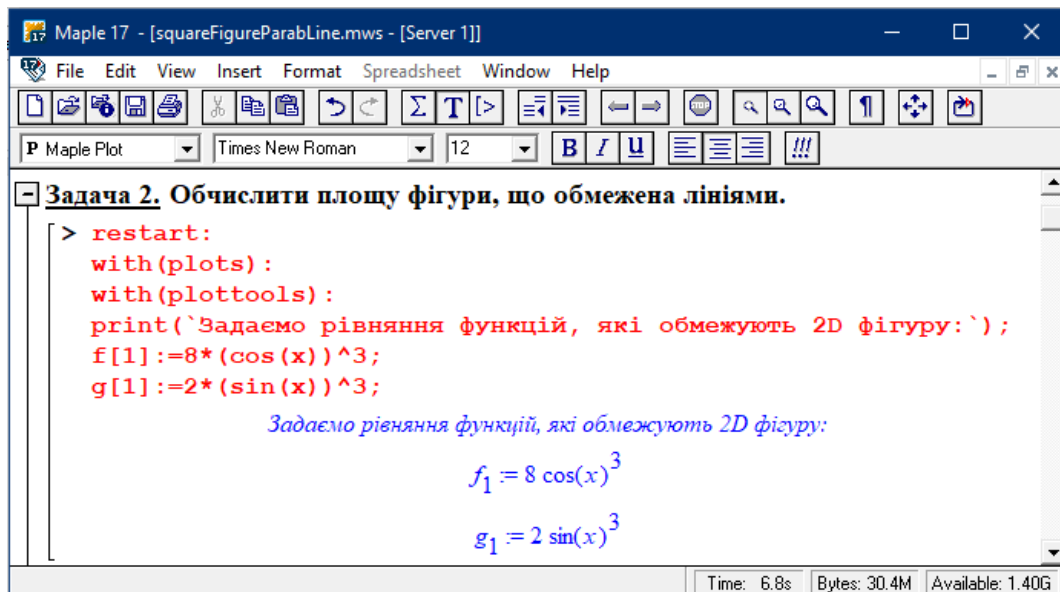 Maple 17 - [squareFigureParabLine.mws - [Server 1]]
File Edit View Insert Format Spreadsheet Window Help
P Maple Plot Times New Roman 12 B I U !!!
Задача 2. Обчислити площу фігури, що обмежена лініями.
> restart:
with(plots):
with(plottools):
print(`Задаємо рівняння функцій, які обмежують 2D фігуру:`);
f[1]:=8*(cos(x))^3;
g[1]:=2*(sin(x))^3;
Задаємо рівняння функцій, які обмежують 2D фігуру:
f₁ := 8 cos(x)³
g₁ := 2 sin(x)³
Time: 6.8s Bytes: 30.4M Available: 1.40G